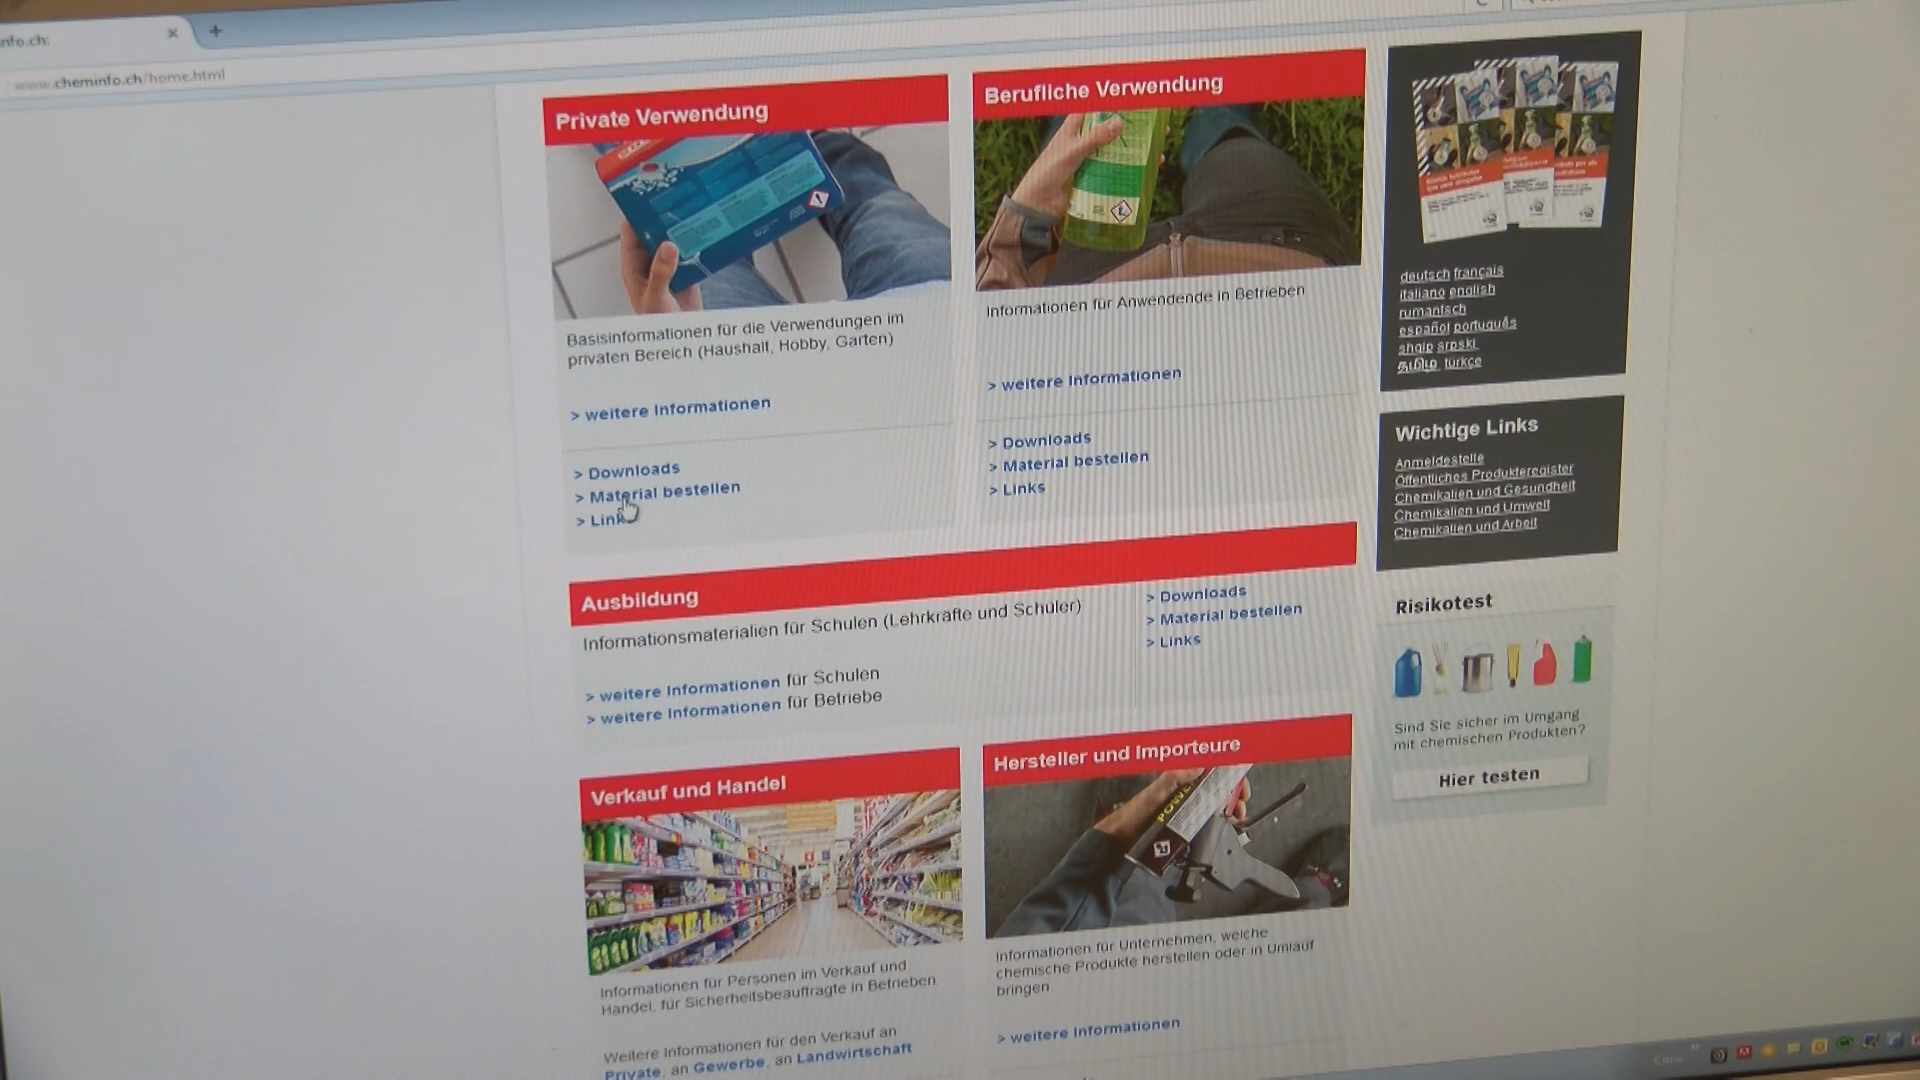 nfo.ch:
www.cheminfo.ch/home.html
Private Verwendung
Basisinformationen für die Verwendungen im
privaten Bereich (Haushalt, Hobby, Garten)
> weitere Informationen
> Downloads
> Material bestellen
> Link
Berufliche Verwendung
Informationen für Anwendende in Betrieben
> weitere Informationen
> Downloads
> Material bestellen
> Links
deutsch français
italiano english
rumantsch
español português
shqip srpski
தமிழ் türkçe
Wichtige Links
Anmeldestelle
Öffentliches Produkteregister
Chemikalien und Gesundheit
Chemikalien und Umwelt
Chemikalien und Arbeit
Ausbildung
Informationsmaterialien für Schulen (Lehrkräfte und Schüler)
> weitere Informationen für Schulen
> weitere Informationen für Betriebe
> Downloads
> Material bestellen
> Links
Risikotest
Sind Sie sicher im Umgang
mit chemischen Produkten?
Hier testen
Verkauf und Handel
Informationen für Personen im Verkauf und
Handel, für Sicherheitsbeauftragte in Betrieben.
Weitere Informationen für den Verkauf an
Private, an Gewerbe, an Landwirtschaft
Hersteller und Importeure
POWE
Informationen für Unternehmen, welche
chemische Produkte herstellen oder in Umlauf
bringen.
> weitere Informationen
Citrix